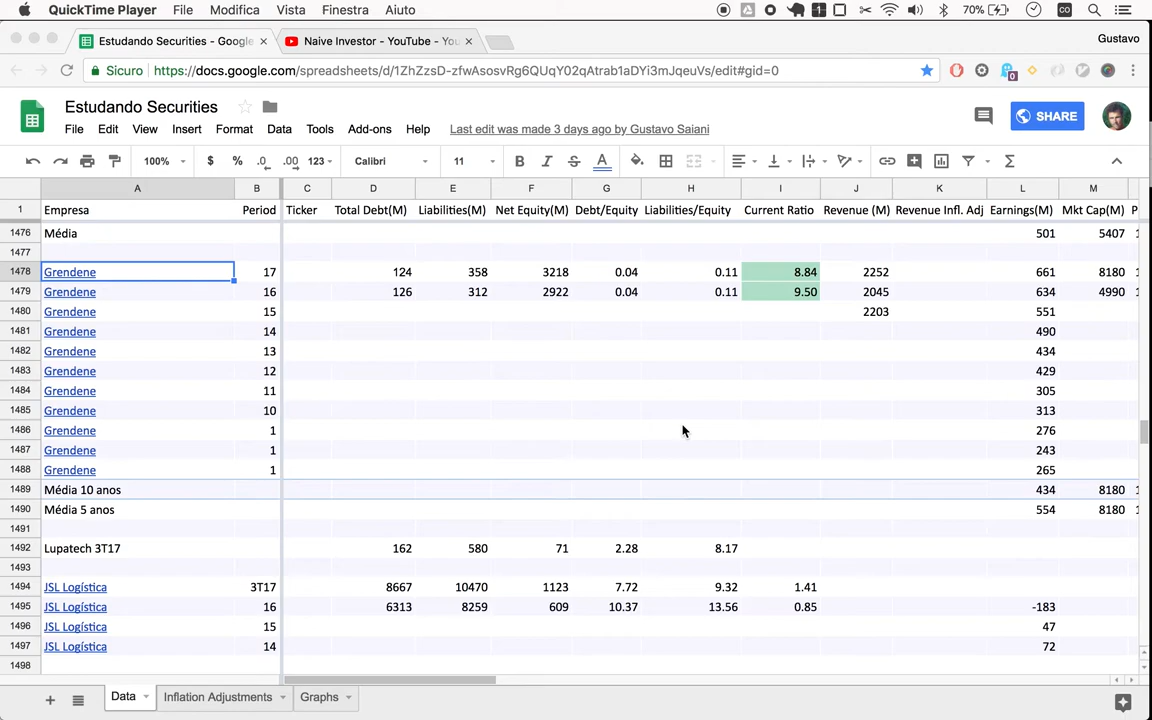 QuickTime Player File Modifica Vista Finestra Aiuto 1 70% co
Estudando Securities - Google Naive Investor - YouTube - You Gustavo
Sicuro https://docs.google.com/spreadsheets/d/1ZhZzsD-zfwAsosvRg6QUqY02qAtrab1aDYi3mJqeuVs/edit#gid=0 0
Estudando Securities
File Edit View Insert Format Data Tools Add-ons Help Last edit was made 3 days ago by Gustavo Saiani SHARE
100% $ % .0 .00 123 Calibri 11 B I S A
A B C D E F G H I J K L M
1 Empresa Period Ticker Total Debt(M) Liabilities(M) Net Equity(M) Debt/Equity Liabilities/Equity Current Ratio Revenue (M) Revenue Infl. Adj Earnings(M) Mkt Cap(M) P
1476 Média 501 5407 1
1477
1478 Grendene 17 124 358 3218 0.04 0.11 8.84 2252 661 8180 1
1479 Grendene 16 126 312 2922 0.04 0.11 9.50 2045 634 4990 1
1480 Grendene 15 2203 551
1481 Grendene 14 490
1482 Grendene 13 434
1483 Grendene 12 429
1484 Grendene 11 305
1485 Grendene 10 313
1486 Grendene 1 276
1487 Grendene 1 243
1488 Grendene 1 265
1489 Média 10 anos 434 8180 1
1490 Média 5 anos 554 8180 1
1491
1492 Lupatech 3T17 162 580 71 2.28 8.17
1493
1494 JSL Logística 3T17 8667 10470 1123 7.72 9.32 1.41
1495 JSL Logística 16 6313 8259 609 10.37 13.56 0.85 -183
1496 JSL Logística 15 47
1497 JSL Logística 14 72
1498
Data Inflation Adjustments Graphs